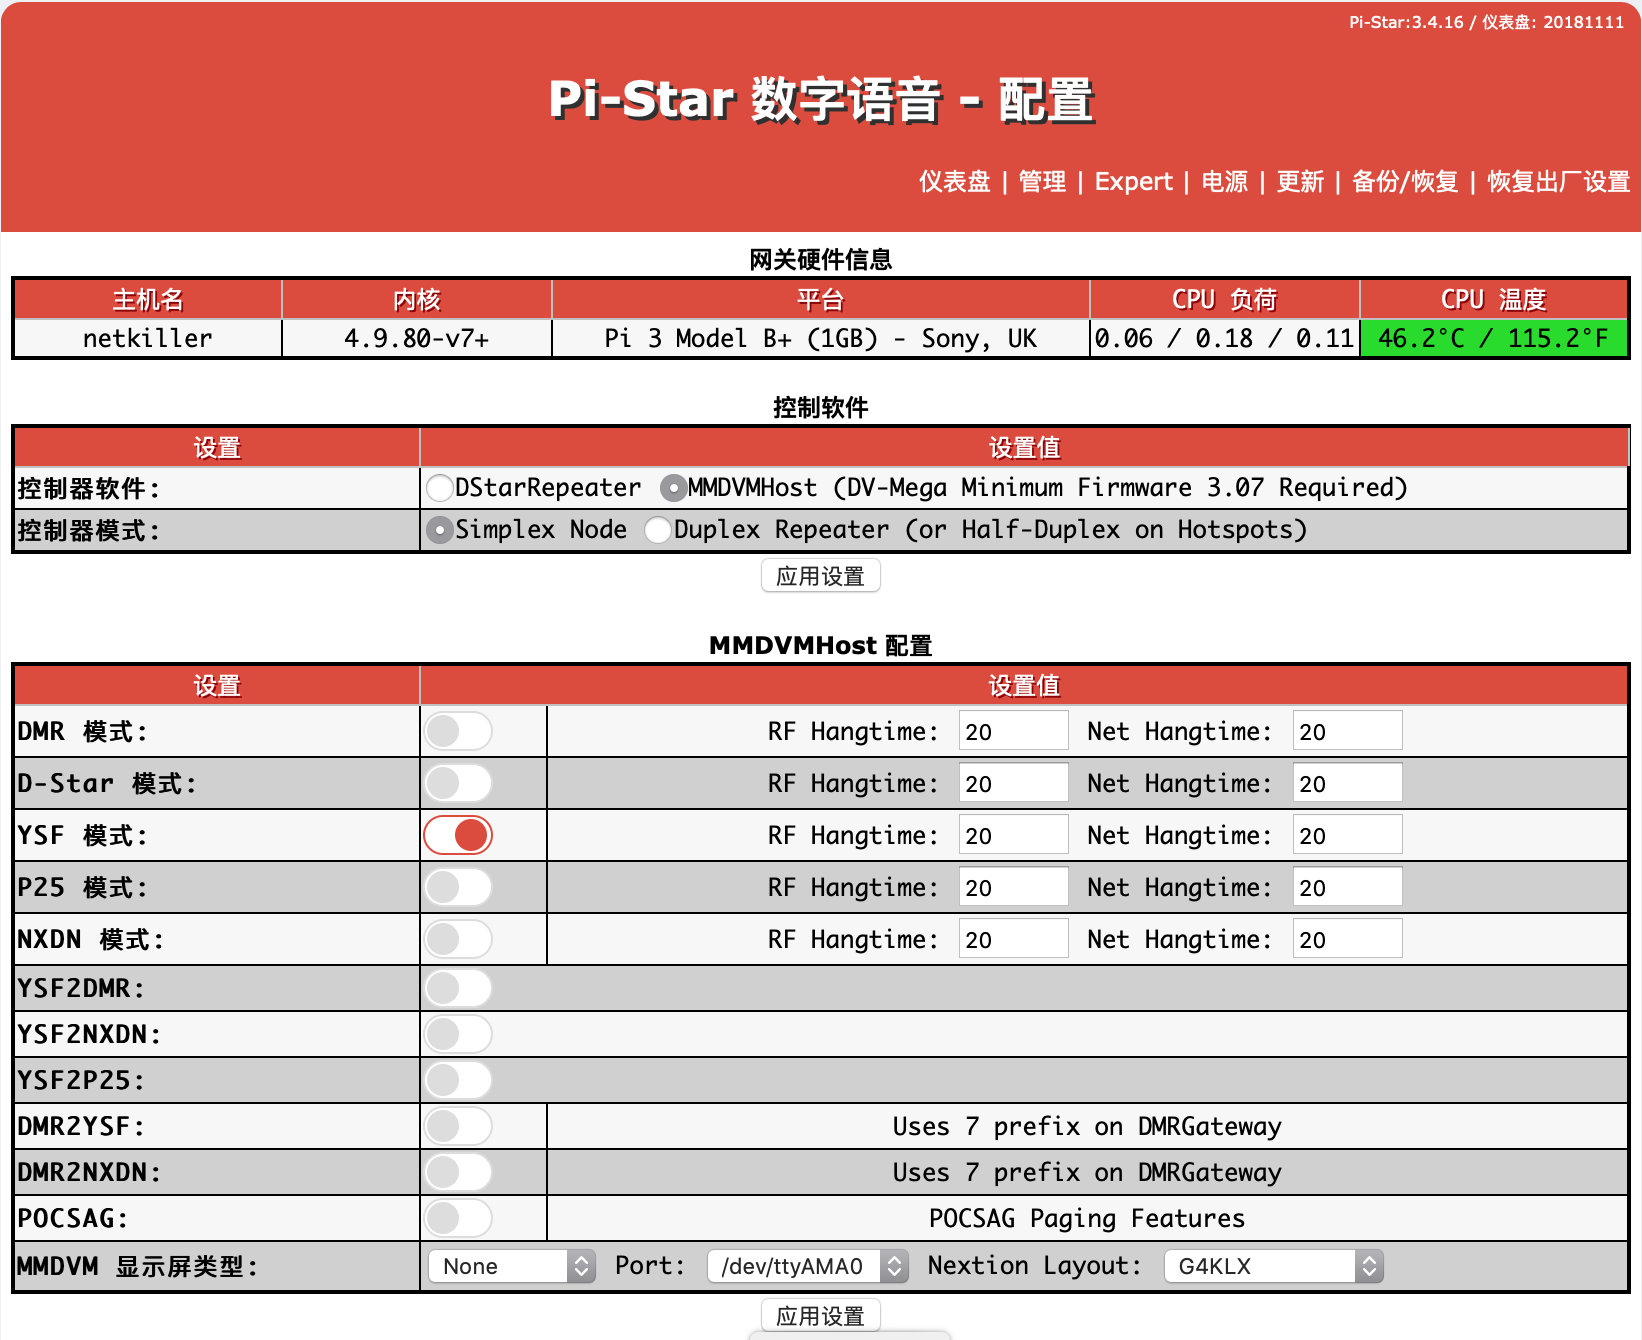 Pi-Star:3.4.16 / 仪表盘: 20181111
Pi-Star 数字语音 - 配置
仪表盘 | 管理 | Expert | 电源 | 更新 | 备份/恢复 | 恢复出厂设置
网关硬件信息
主机名 内核 平台 CPU 负荷 CPU 温度
netkiller 4.9.80-v7+ Pi 3 Model B+ (1GB) - Sony, UK 0.06 / 0.18 / 0.11 46.2°C / 115.2°F
控制软件
设置 设置值
控制器软件: DStarRepeater MMDVMHost (DV-Mega Minimum Firmware 3.07 Required)
控制器模式: Simplex Node Duplex Repeater (or Half-Duplex on Hotspots)
应用设置
MMDVMHost 配置
设置 设置值
DMR 模式: RF Hangtime: 20 Net Hangtime: 20
D-Star 模式: RF Hangtime: 20 Net Hangtime: 20
YSF 模式: RF Hangtime: 20 Net Hangtime: 20
P25 模式: RF Hangtime: 20 Net Hangtime: 20
NXDN 模式: RF Hangtime: 20 Net Hangtime: 20
YSF2DMR:
YSF2NXDN:
YSF2P25:
DMR2YSF: Uses 7 prefix on DMRGateway
DMR2NXDN: Uses 7 prefix on DMRGateway
POCSAG: POCSAG Paging Features
MMDVM 显示屏类型: None Port: /dev/ttyAMA0 Nextion Layout: G4KLX
应用设置